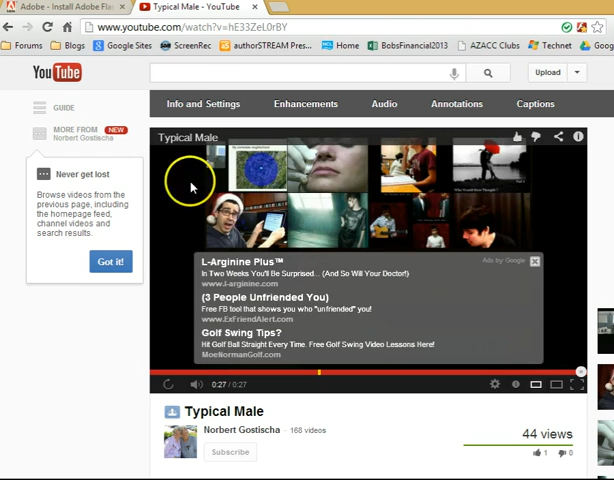 Adobe - Install Adobe Fla
Typical Male - YouTube
www.youtube.com/watch?v=hE33ZeL0rBY
Forums
Blog
Google Sites
ScreenRec
authorSTREAM Pres...
Home
BobsFinancial2013
AZACC Clubs
Technet
Goog
YouTube
Upload
GUIDE
MORE FROM NEW
Norbert Gostischa
Info and Settings
Enhancements
Audio
Annotations
Captions
Typical Male
Never get lost
Browse videos from the
previous page, including
the homepage feed,
channel videos and
search results.
Got it!
L-Arginine Plus™
Ads by Google
In Two Weeks You'll Be Surprised... (And So Will Your Doctor!)
www.l-arginine.com
(3 People Unfriended You)
Free FB tool that shows you who "unfriended" you!
www.ExFriendAlert.com
Golf Swing Tips?
Hit Golf Ball Straight Every Time. Free Golf Swing Video Lessons Here!
MoeNormanGolf.com
0:27 / 0:27
Typical Male
Norbert Gostischa · 168 videos
Subscribe
44 views
1
0